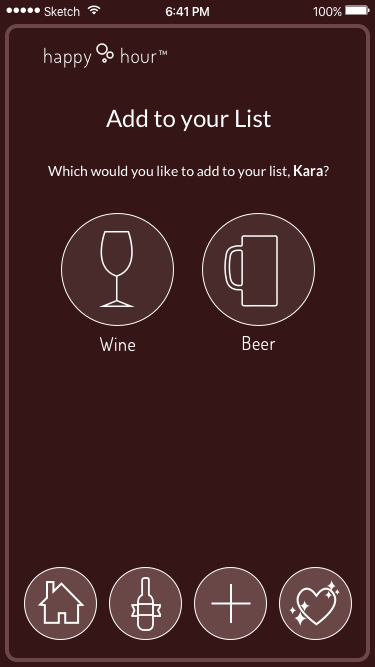 Sketch 6:41 PM 100%
happy hour™
Add to your List
Which would you like to add to your list, Kara?
Wine Beer